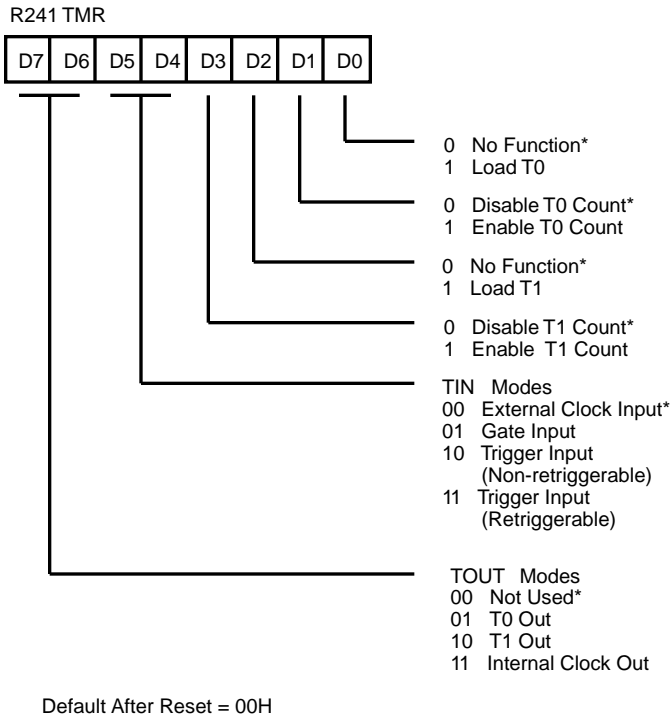 R241 TMR
D7 D6 D5 D4 D3 D2 D1 D0
0 No Function*
1 Load T0
0 Disable T0 Count*
1 Enable T0 Count
0 No Function*
1 Load T1
0 Disable T1 Count*
1 Enable T1 Count
TIN Modes
00 External Clock Input*
01 Gate Input
10 Trigger Input
(Non-retriggerable)
11 Trigger Input
(Retriggerable)
TOUT Modes
00 Not Used*
01 T0 Out
10 T1 Out
11 Internal Clock Out
Default After Reset = 00H